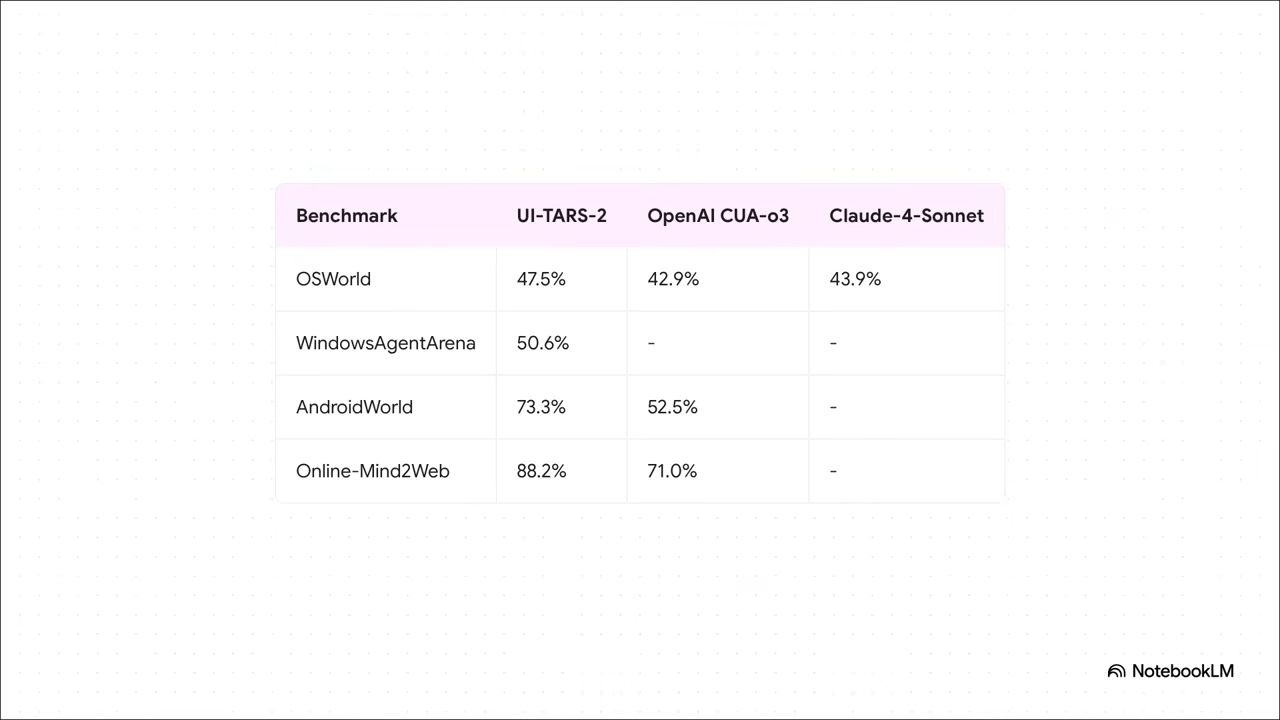 Benchmark UI-TARS-2 OpenAI CUA-o3 Claude-4-Sonnet
OSWorld 47.5% 42.9% 43.9%
WindowsAgentArena 50.6% - -
AndroidWorld 73.3% 52.5% -
Online-Mind2Web 88.2% 71.0% -
NotebookLM